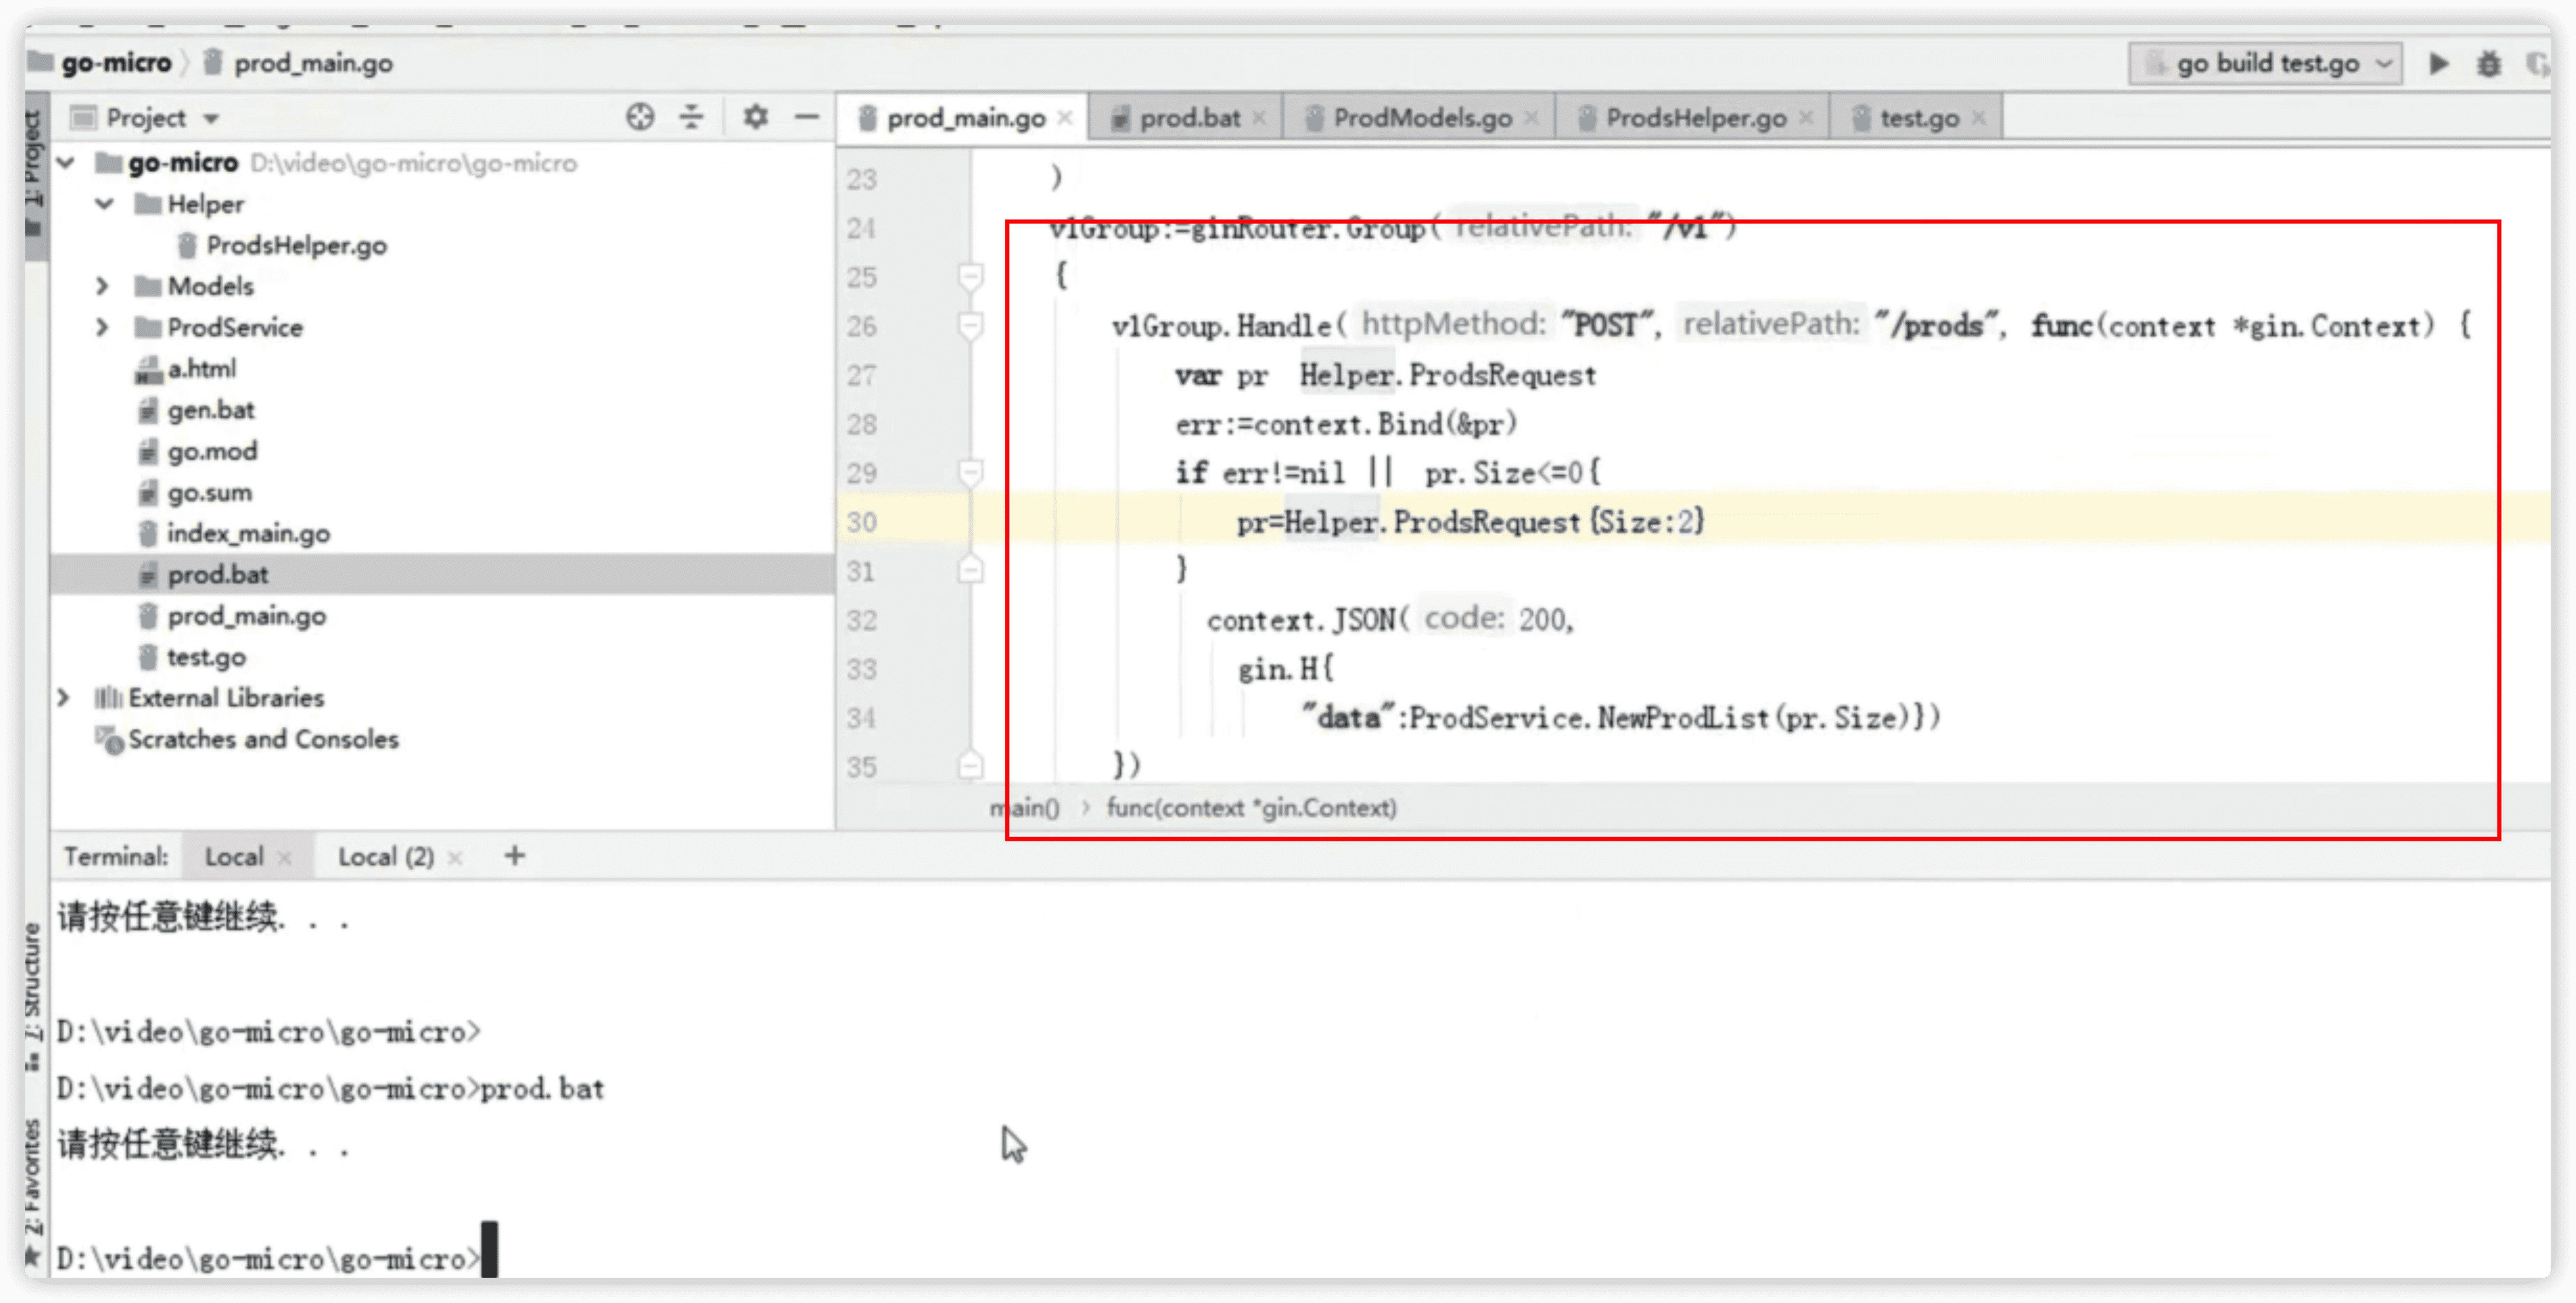 go-micro prod_main.go go build test.go
1: Project
Project
prod_main.go prod.bat ProdModels.go ProdsHelper.go test.go
go-micro D:\video\go-micro\go-micro
Helper
ProdsHelper.go
Models
ProdService
a.html
gen.bat
go.mod
go.sum
index_main.go
prod.bat
prod_main.go
test.go
External Libraries
Scratches and Consoles
23 )
24 v1Group:=ginRouter.Group( relativePath: "/v1")
25 {
26 v1Group.Handle( httpMethod: "POST", relativePath: "/prods", func(context *gin.Context) {
27 var pr Helper.ProdsRequest
28 err:=context.Bind(&pr)
29 if err!=nil || pr.Size<=0{
30 pr=Helper.ProdsRequest{Size:2}
31 }
32 context.JSON( code: 200,
33 gin.H{
34 "data":ProdService.NewProdList(pr.Size)})
35 })
main() > func(context *gin.Context)
Terminal: Local Local (2) +
7: Structure
2: Favorites
请按任意键继续. . .
D:\video\go-micro\go-micro>
D:\video\go-micro\go-micro>prod.bat
请按任意键继续. . .
D:\video\go-micro\go-micro>